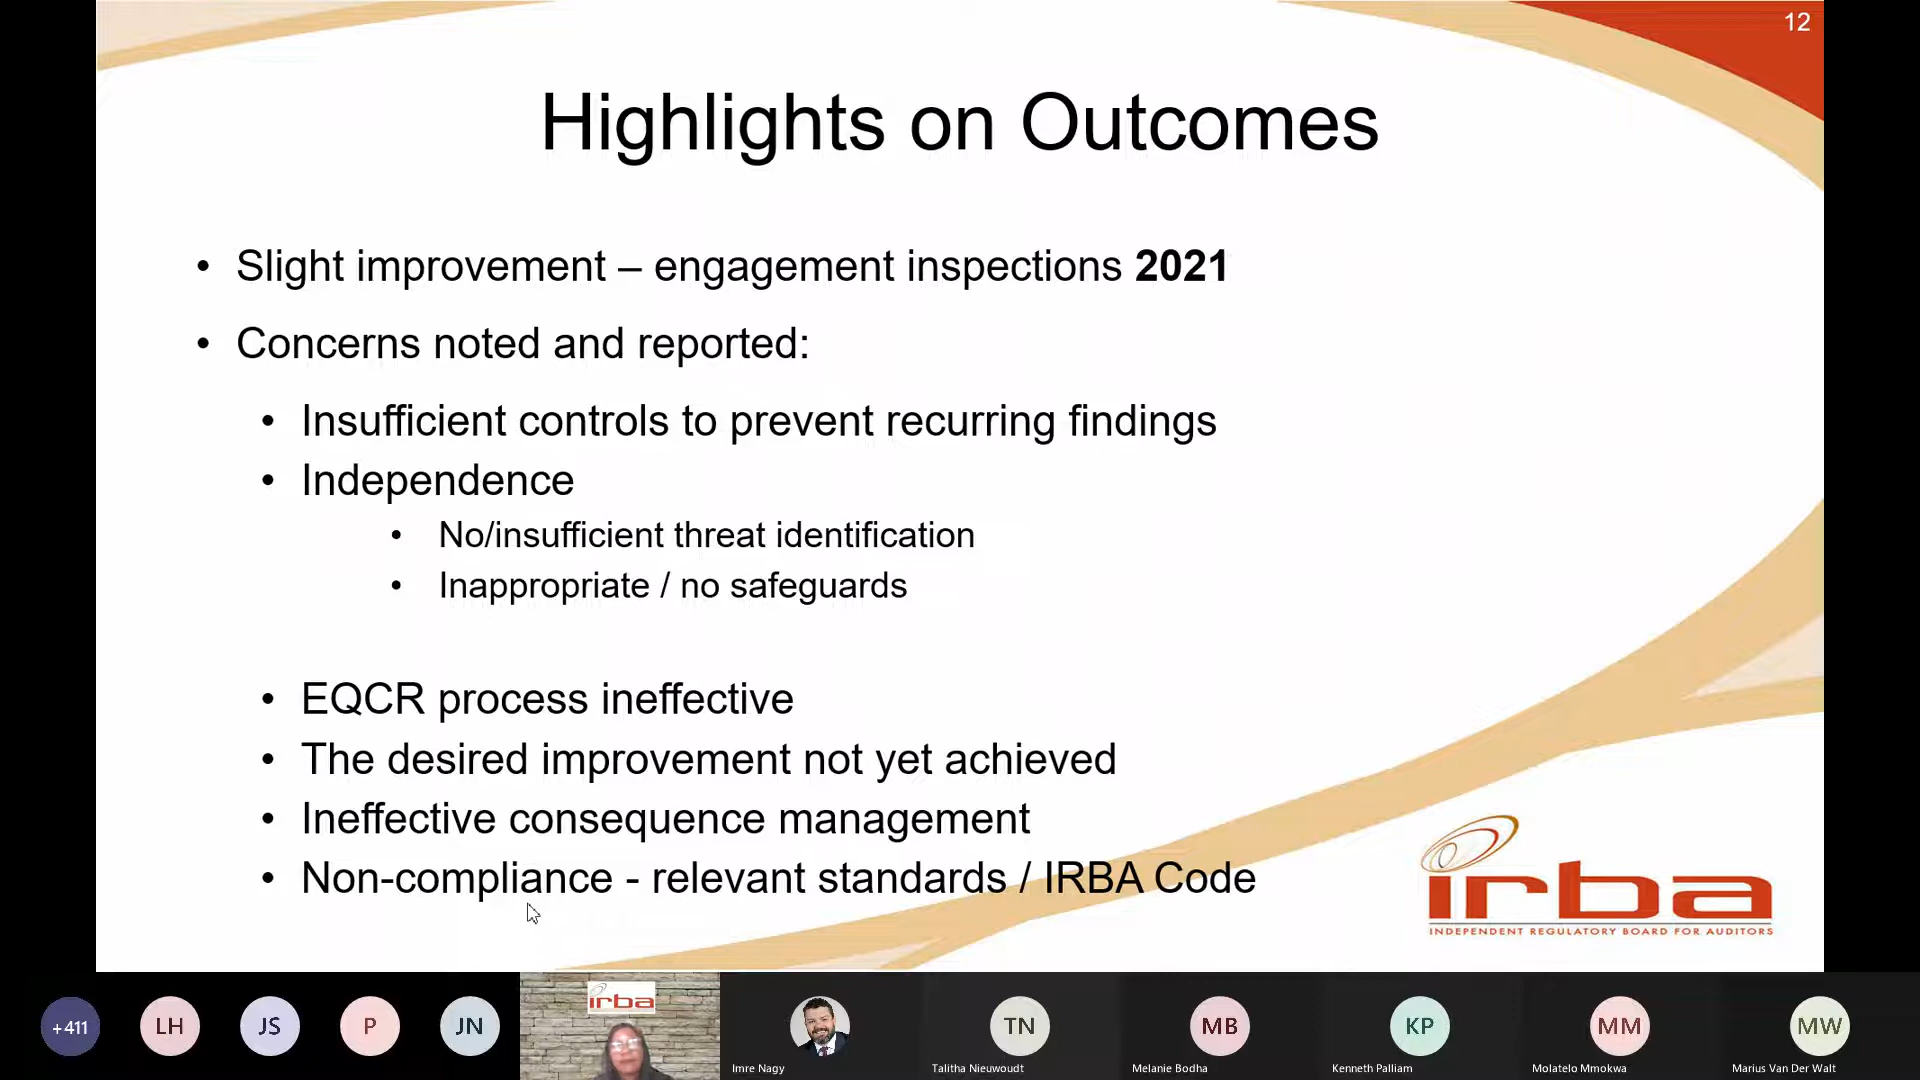 12
Highlights on Outcomes
• Slight improvement – engagement inspections 2021
• Concerns noted and reported:
• Insufficient controls to prevent recurring findings
• Independence
• No/insufficient threat identification
• Inappropriate / no safeguards
• EQCR process ineffective
• The desired improvement not yet achieved
• Ineffective consequence management
• Non-compliance - relevant standards / IRBA Code
irba
INDEPENDENT REGULATORY BOARD FOR AUDITORS
+411
LH
JS
P
JN
irba
Imre Nagy
TN
Talitha Nieuwoudt
MB
Melanie Bodha
KP
Kenneth Palliam
MM
Molatelo Mmokwa
MW
Marius Van Der Walt